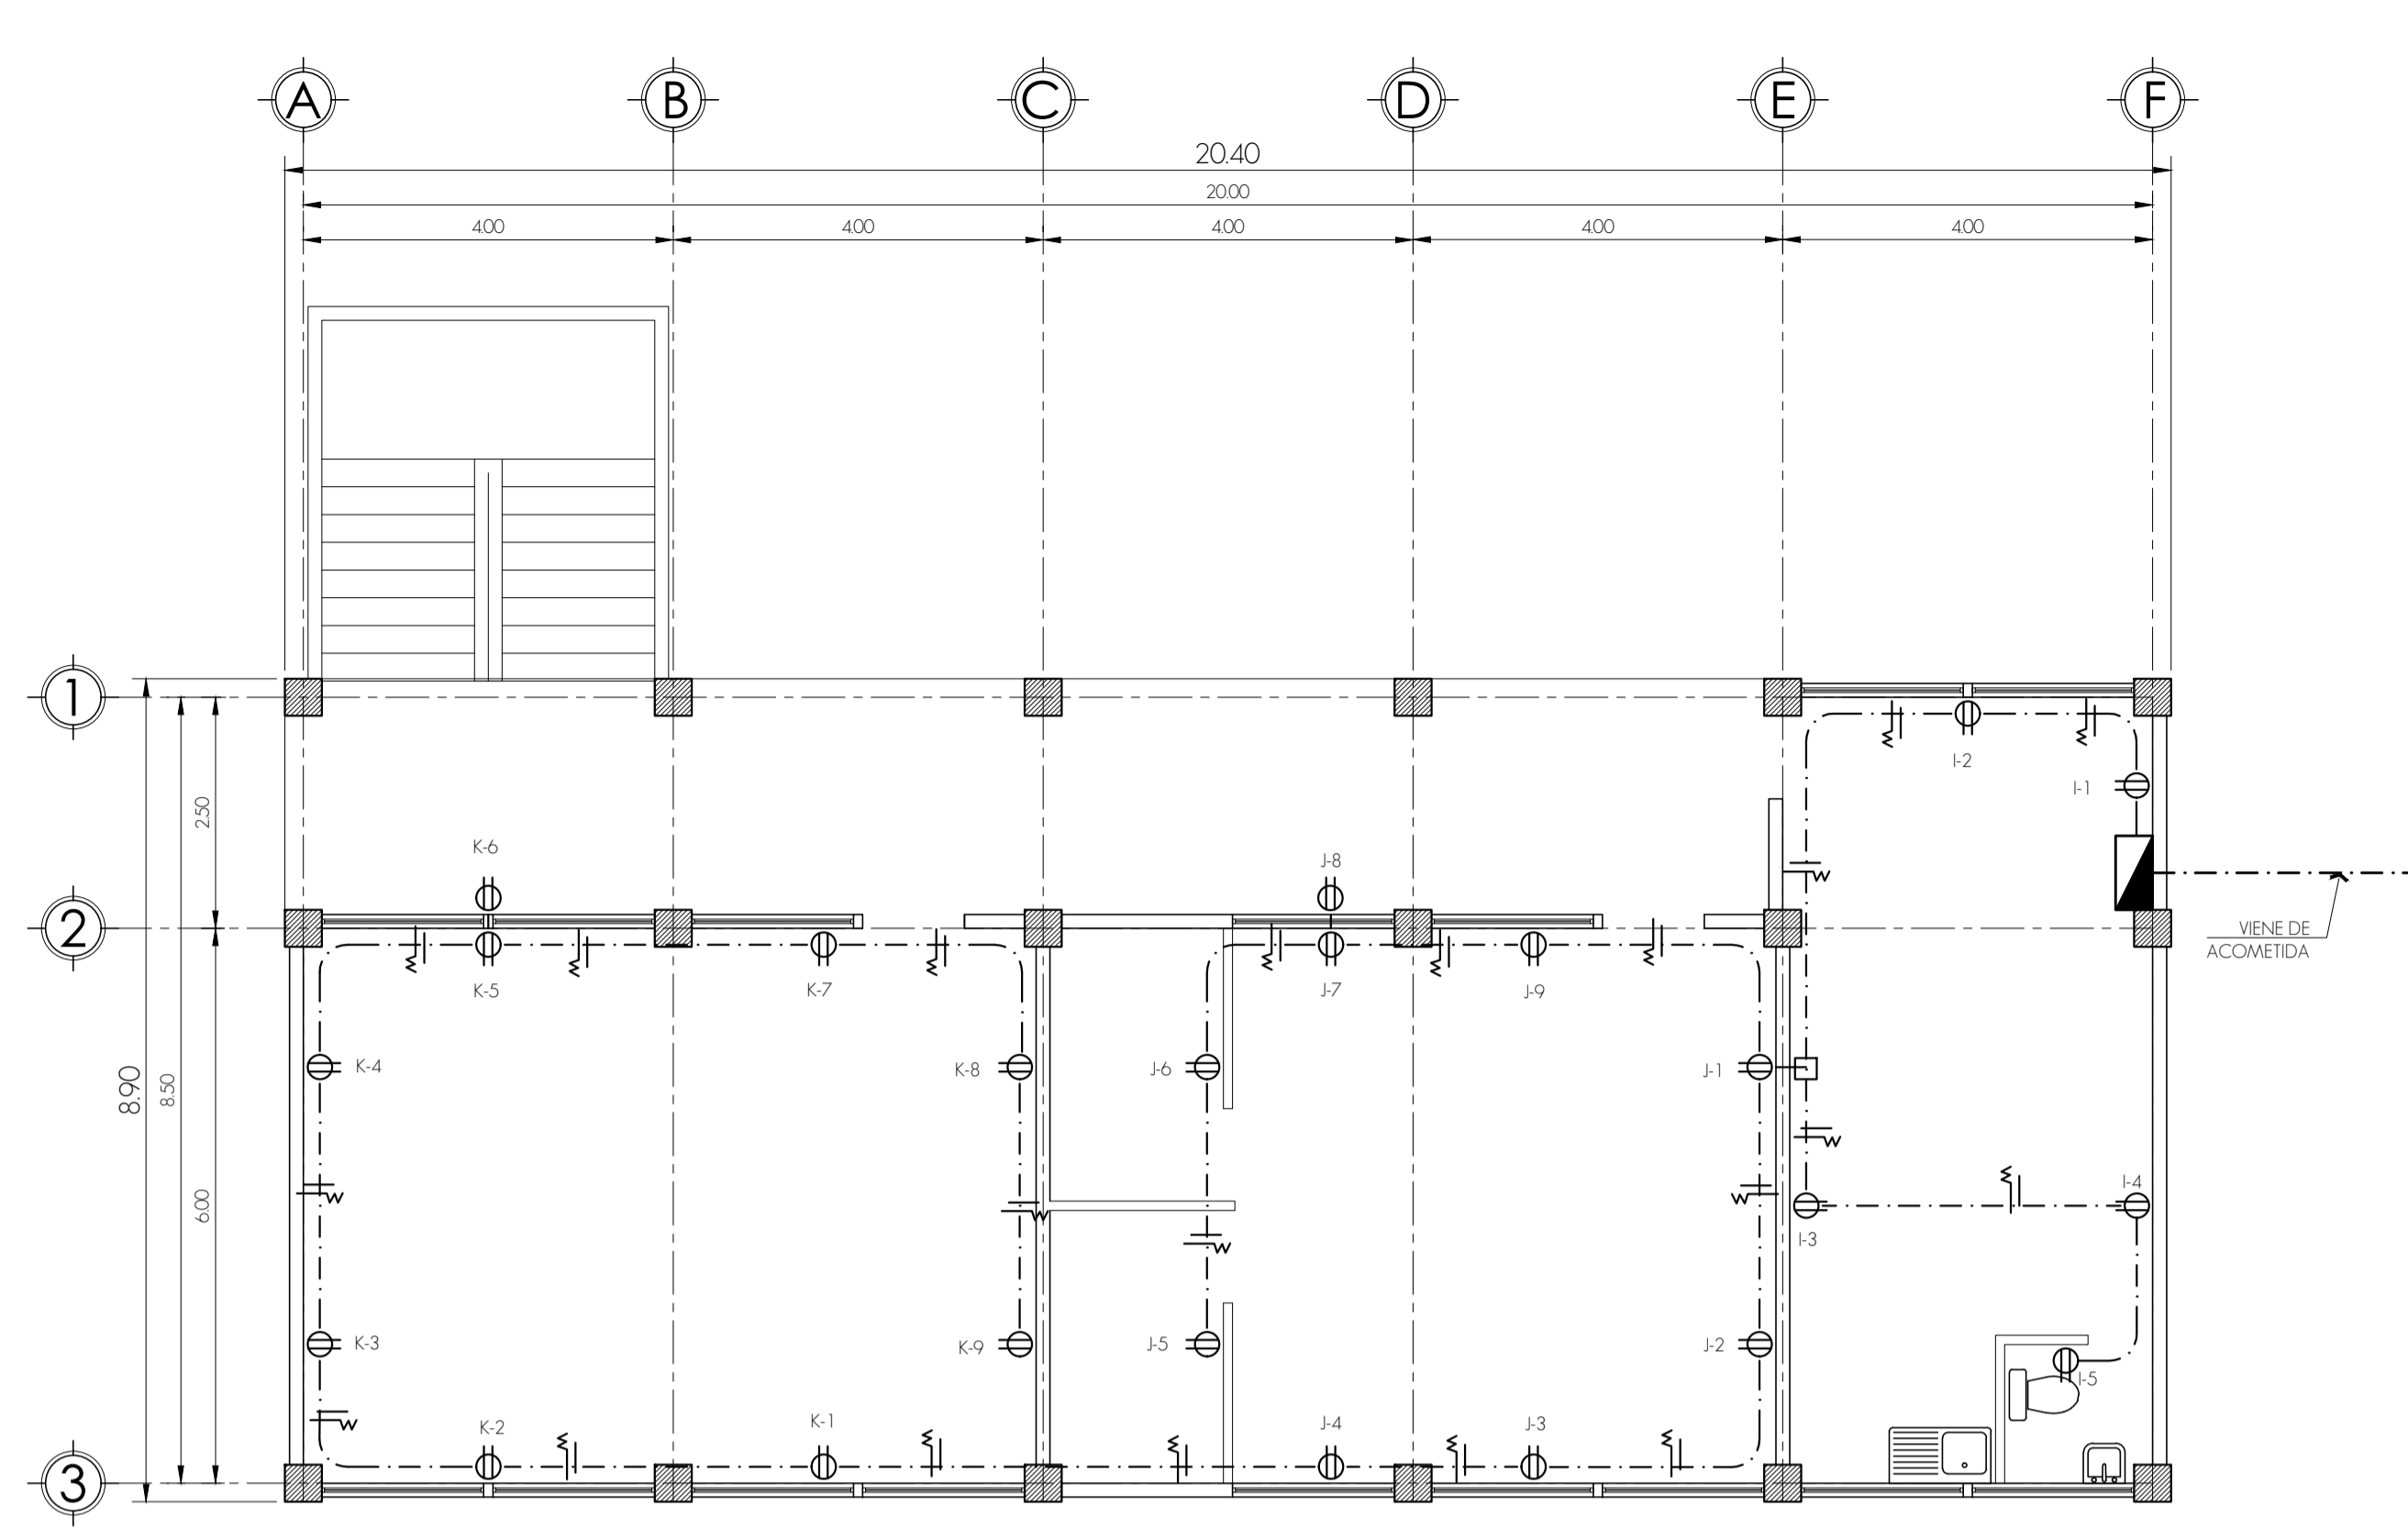 A B C D E F
20.40
20.00
4.00 4.00 4.00 4.00 4.00
1
I-2
I-1
2.50
K-6 J-8
2
VIENE DE
ACOMETIDA
K-5 K-7 J-7 J-9
8.90
8.50
K-4 K-8 J-6 J-1
6.00
I-4
I-3
K-3 K-9 J-5 J-2
I-5
K-2 K-1 J-4 J-3
3